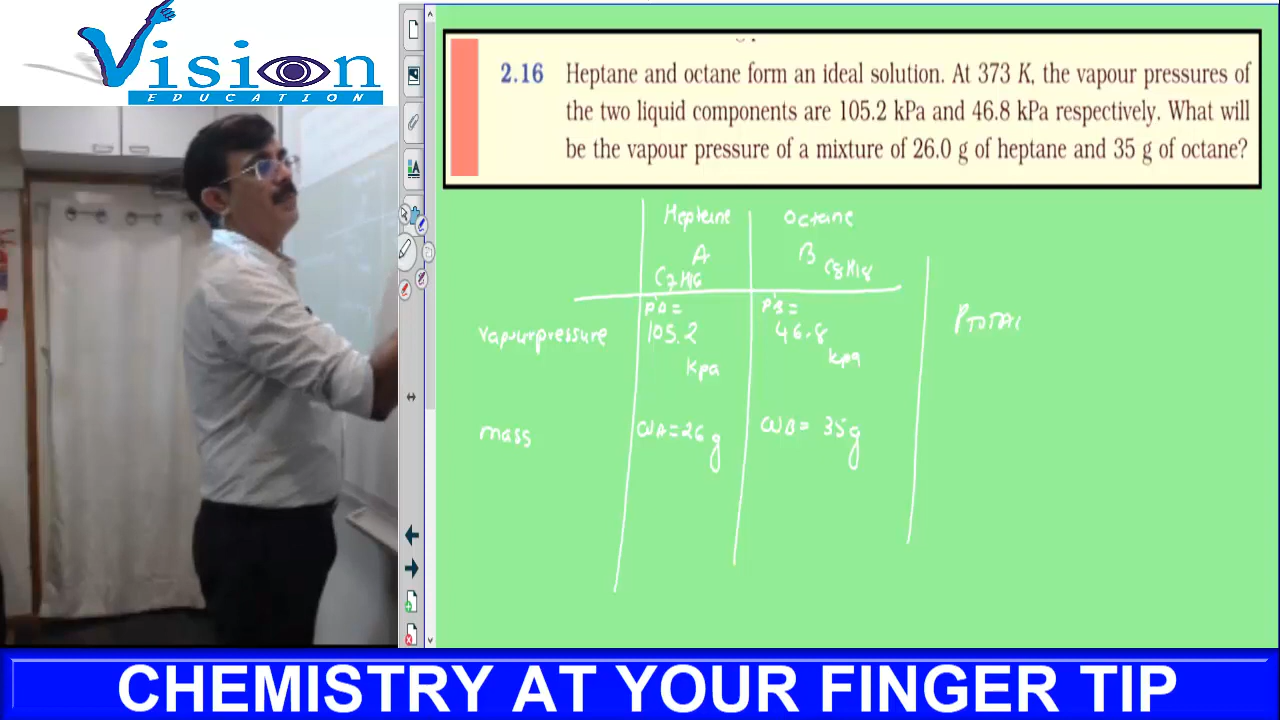 Vision
EDUCATION
2.16 Heptane and octane form an ideal solution. At 373 K, the vapour pressures of
the two liquid components are 105.2 kPa and 46.8 kPa respectively. What will
be the vapour pressure of a mixture of 26.0 g of heptane and 35 g of octane?
Heptane Octane
A B
C7H16 C8H18
P°A = P°B =
vapourpressure 105.2 46.8 PTOTAL
kpa kpa
mass WA = 26 g WB = 35g
CHEMISTRY AT YOUR FINGER TIP